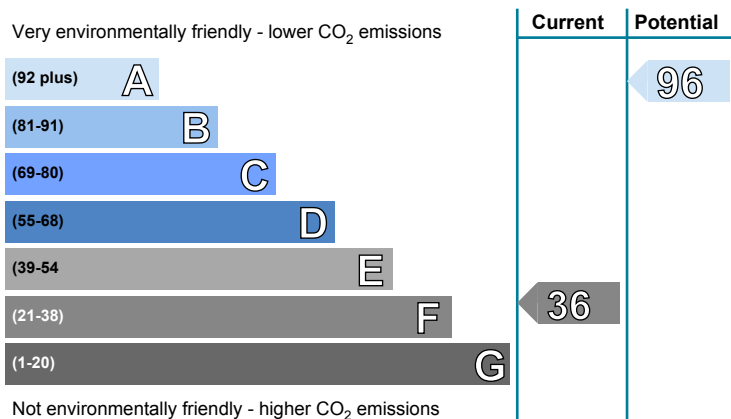 Very environmentally friendly - lower CO₂ emissions
Current
Potential
(92 plus) A
96
(81-91) B
(69-80) C
(55-68) D
(39-54 E
(21-38) F
36
(1-20) G
Not environmentally friendly - higher CO₂ emissions